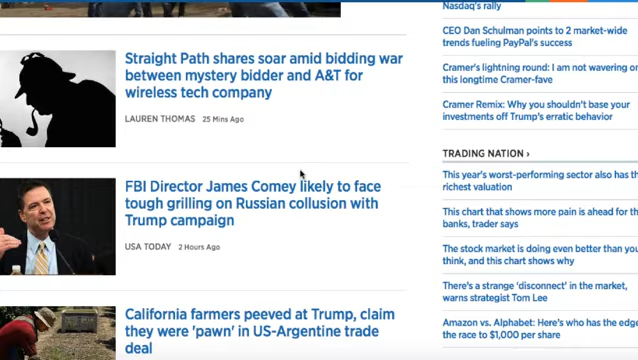 Straight Path shares soar amid bidding war
between mystery bidder and A&T for
wireless tech company
LAUREN THOMAS 25 Mins Ago
FBI Director James Comey likely to face
tough grilling on Russian collusion with
Trump campaign
USA TODAY 2 Hours Ago
California farmers peeved at Trump, claim
they were 'pawn' in US-Argentine trade
deal
Nasdaq's rally
CEO Dan Schulman points to 2 market-wide
trends fueling PayPal's success
Cramer's lightning round: I am not wavering on
this longtime Cramer-fave
Cramer Remix: Why you shouldn't base your
investments off Trump's erratic behavior
TRADING NATION ›
This year's worst-performing sector also has th
richest valuation
This chart that shows more pain is ahead for th
banks, trader says
The stock market is doing even better than you
think, and this chart shows why
There's a strange 'disconnect' in the market,
warns strategist Tom Lee
Amazon vs. Alphabet: Here's who has the edge
the race to $1,000 per share